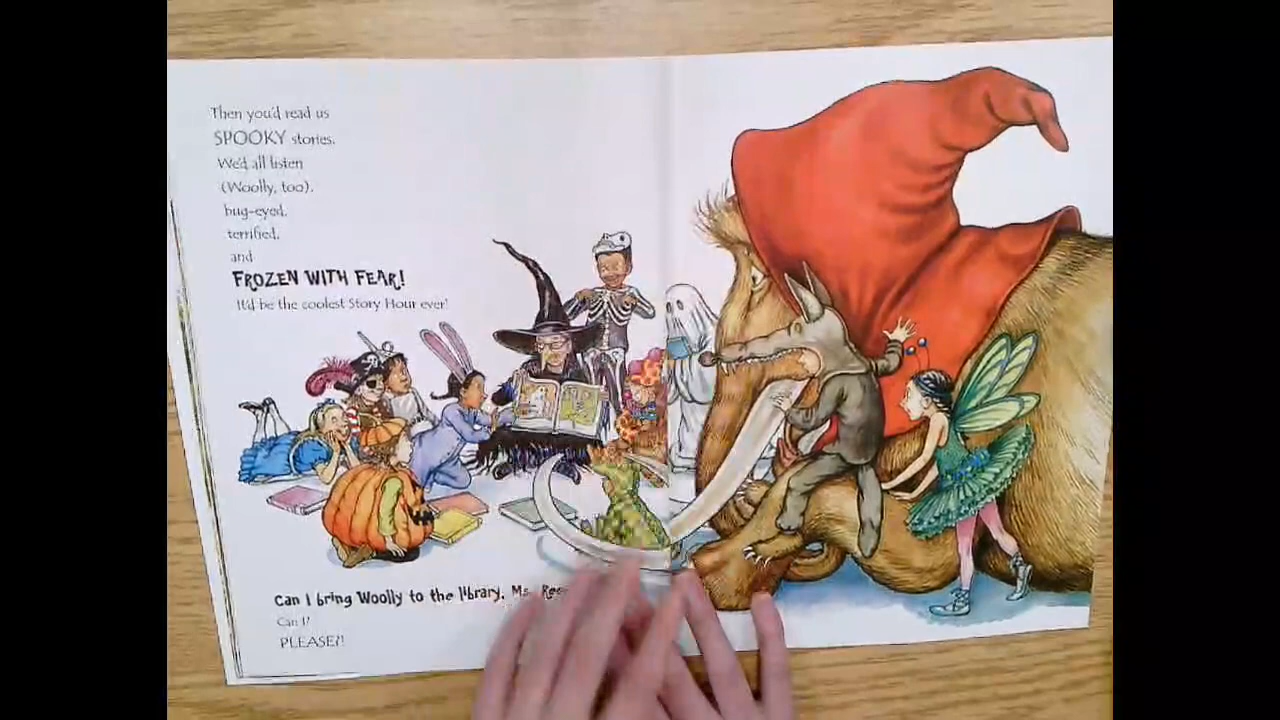 Then you'd read us
SPOOKY stories.
We'd all listen
(Woolly, too),
bug-eyed,
terrified,
and
FROZEN WITH FEAR!
It'd be the coolest Story Hour ever!
Can I bring Woolly to the library, Ms.
Can I?
PLEASE?!